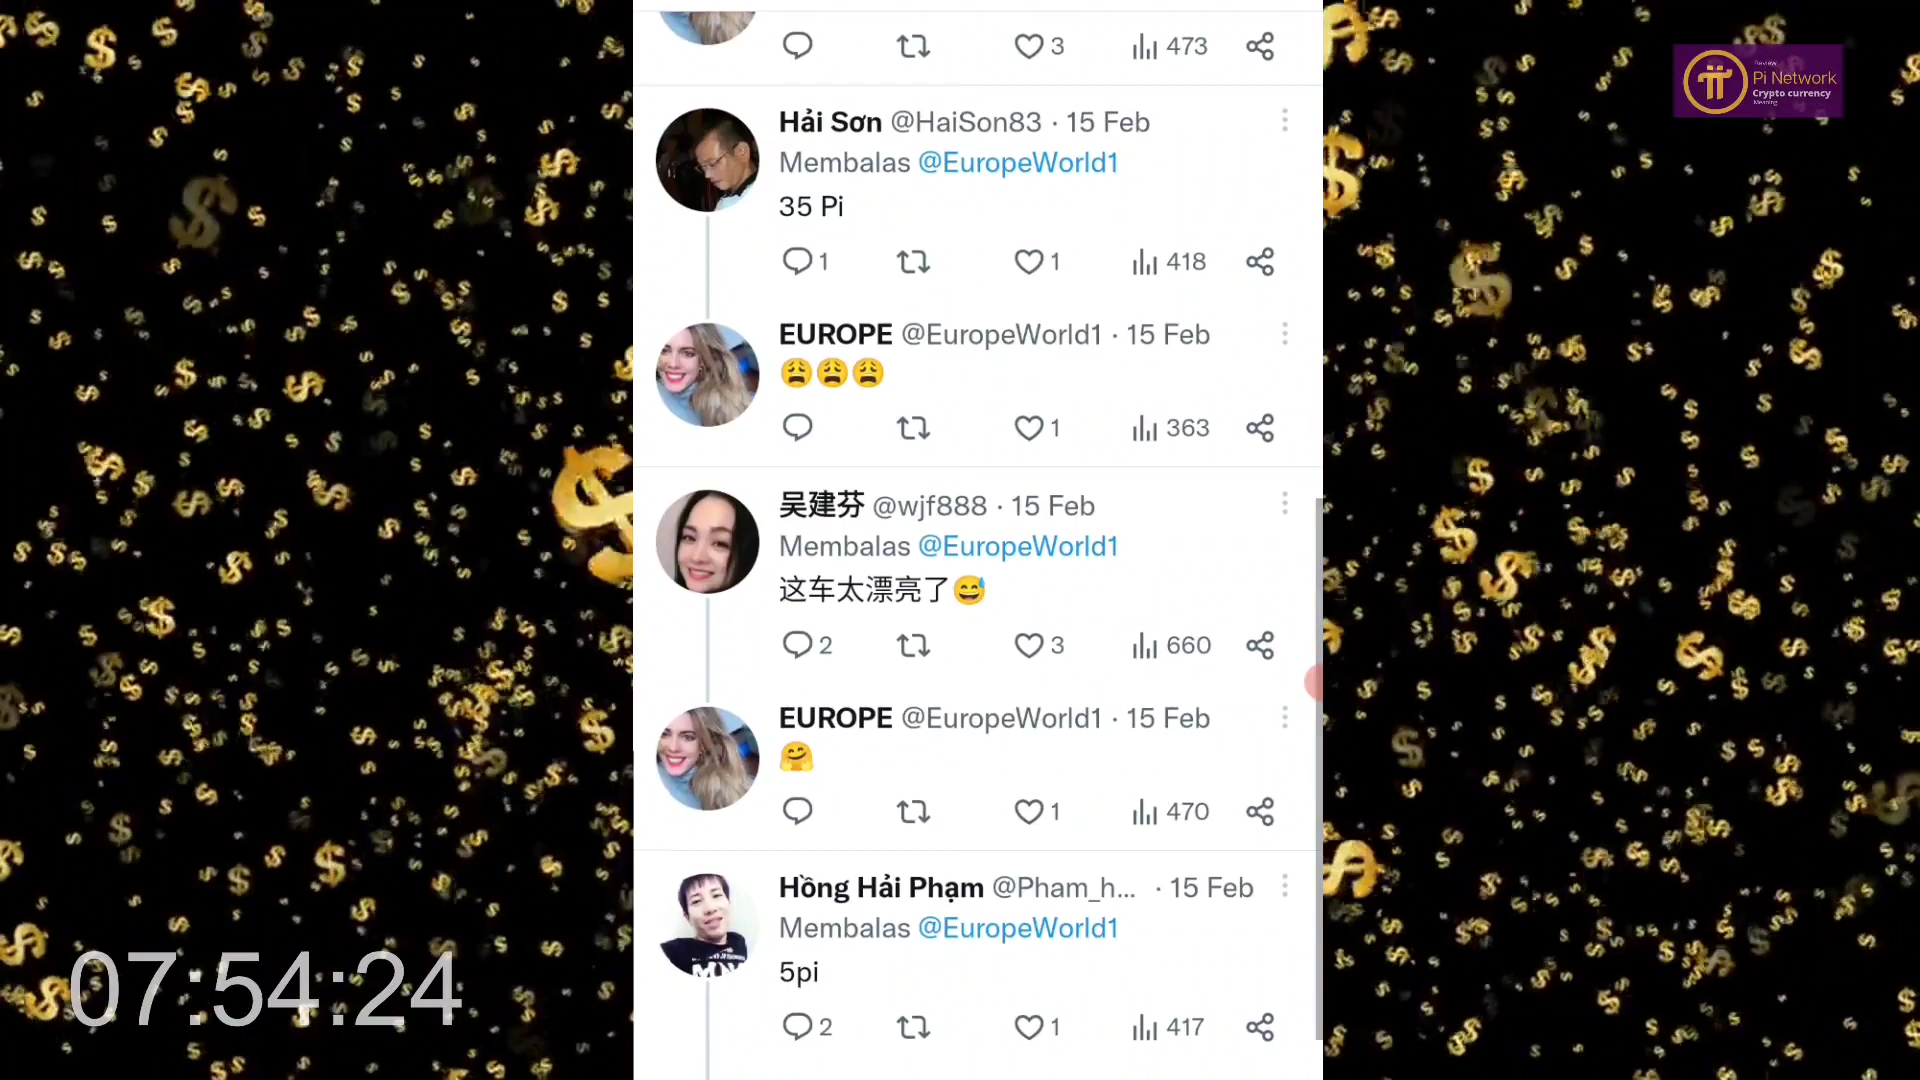 3 473
Review
Pi Network
Crypto currency
Meaning
Hải Sơn @HaiSon83 · 15 Feb
Membalas @EuropeWorld1
35 Pi
1 1 418
EUROPE @EuropeWorld1 · 15 Feb
😩😩😩
1 363
吴建芬 @wjf888 · 15 Feb
Membalas @EuropeWorld1
这车太漂亮了😅
2 3 660
EUROPE @EuropeWorld1 · 15 Feb
🤗
1 470
Hồng Hải Phạm @Pham_h... · 15 Feb
Membalas @EuropeWorld1
5pi
2 1 417
07:54:24